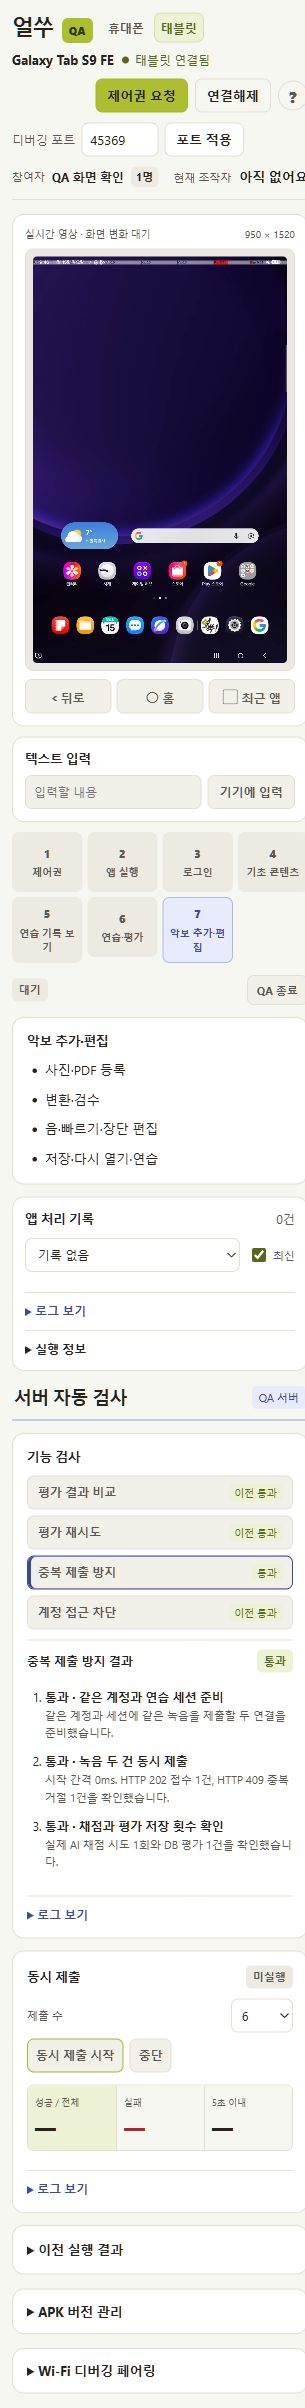 얼쑤 QA 휴대폰 태블릿
Galaxy Tab S9 FE ● 태블릿 연결됨
제어권 요청 연결해제 ?
디버깅 포트 45369 포트 적용
참여자 QA 화면 확인 1명 현재 조작자 아직 없어요
실시간 영상 · 화면 변화 대기 950 × 1520
7°
Play 스토어 Google
15
< 뒤로 홈 최근 앱
텍스트 입력
입력할 내용 기기에 입력
1 제어권
2 앱 실행
3 로그인
4 기초 콘텐츠
5 연습 기록 보
기
6 연습·평가
7 악보 추가·편
집
대기 QA 종료
악보 추가·편집
• 사진·PDF 등록
• 변환·검수
• 음·빠르기·장단 편집
• 저장·다시 열기·연습
앱 처리 기록 0건
기록 없음 최신
▶ 로그 보기
▶ 실행 정보
서버 자동 검사 QA 서버
기능 검사
평가 결과 비교 이전 통과
평가 재시도 이전 통과
중복 제출 방지 통과
계정 접근 차단 이전 통과
중복 제출 방지 결과 통과
1. 통과 · 같은 계정과 연습 세션 준비
같은 계정과 세션에 같은 녹음을 제출할 두 연결을
준비했습니다.
2. 통과 · 녹음 두 건 동시 제출
시작 간격 0ms. HTTP 202 접수 1건, HTTP 409 중복
거절 1건을 확인했습니다.
3. 통과 · 채점과 평가 저장 횟수 확인
실제 AI 채점 시도 1회와 DB 평가 1건을 확인했습니
다.
▶ 로그 보기
동시 제출 미실행
제출 수 6
동시 제출 시작 중단
성공 / 전체 실패 5초 이내
— — —
▶ 로그 보기
▶ 이전 실행 결과
▶ APK 버전 관리
▶ Wi-Fi 디버깅 페어링